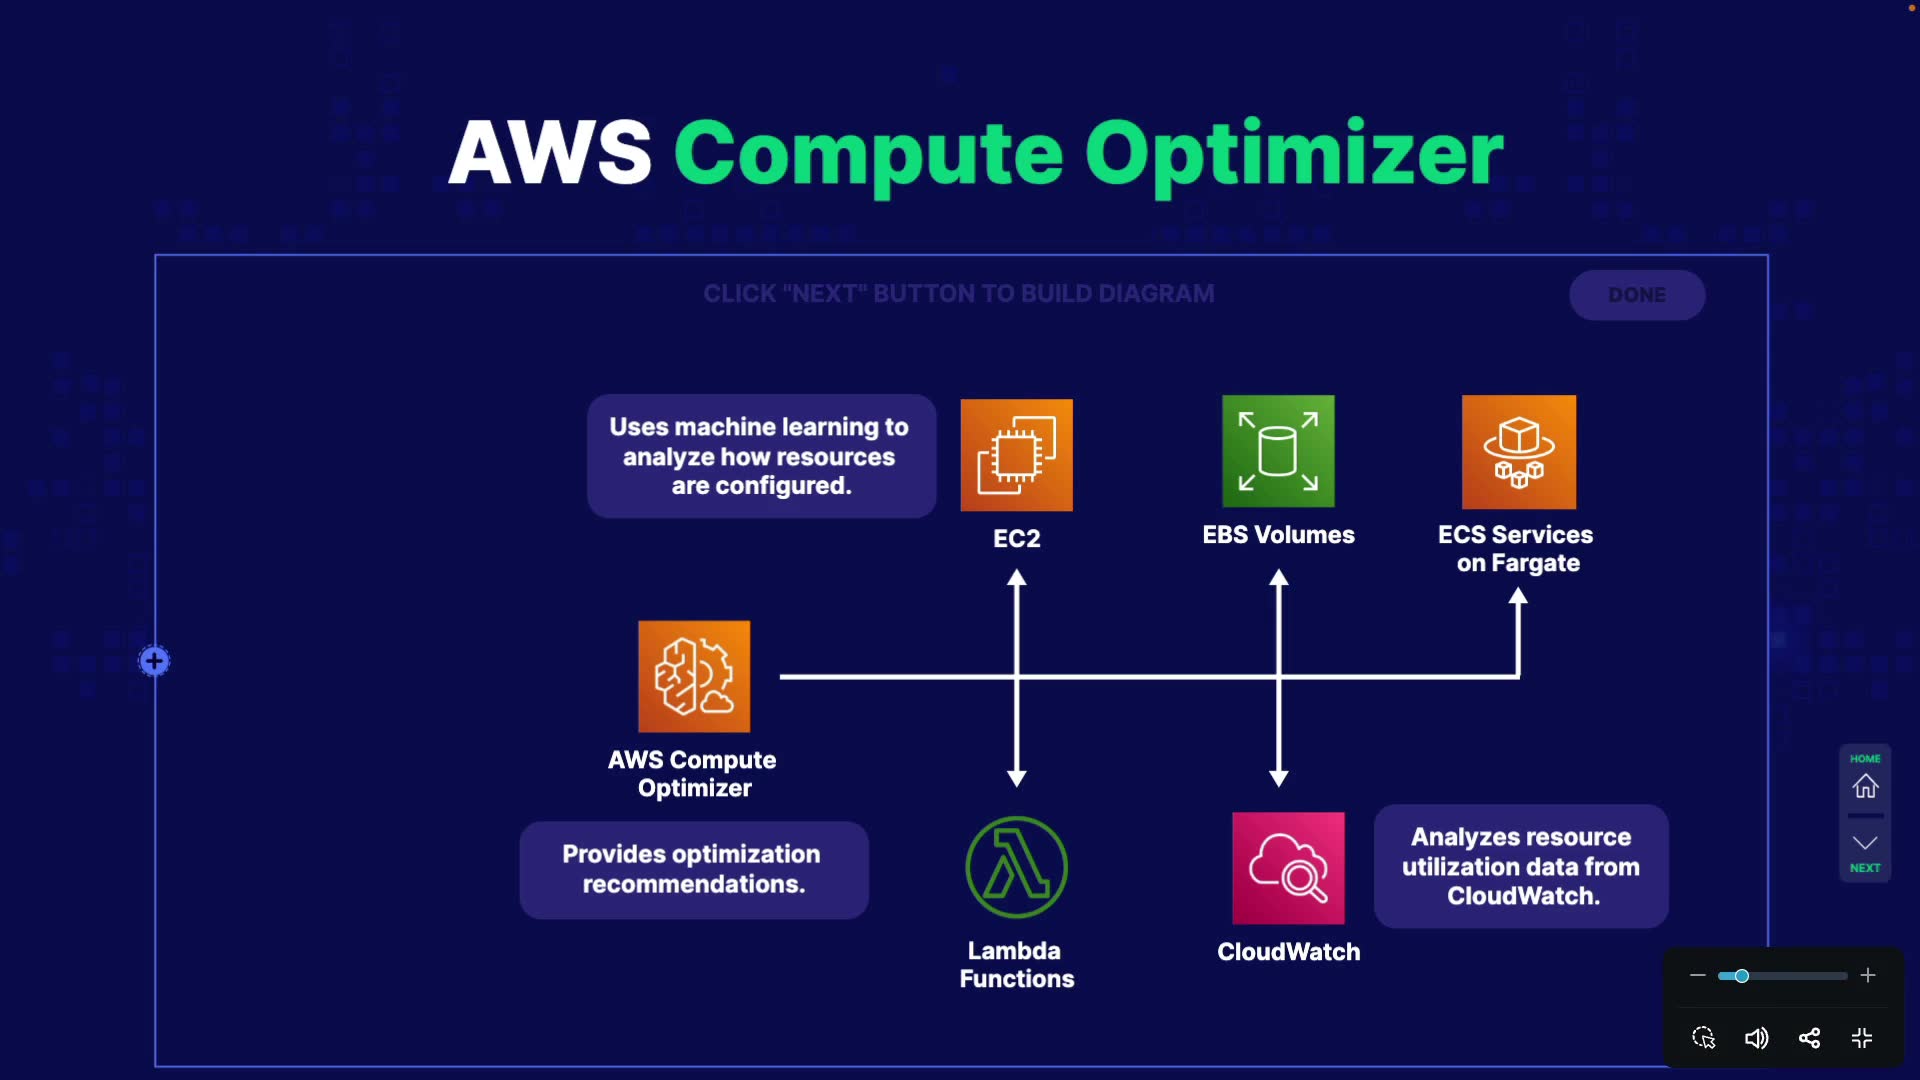 AWS Compute Optimizer
CLICK "NEXT" BUTTON TO BUILD DIAGRAM
DONE
Uses machine learning to
analyze how resources
are configured.
EC2
EBS Volumes
ECS Services
on Fargate
AWS Compute
Optimizer
Provides optimization
recommendations.
Lambda
Functions
CloudWatch
Analyzes resource
utilization data from
CloudWatch.
HOME
NEXT